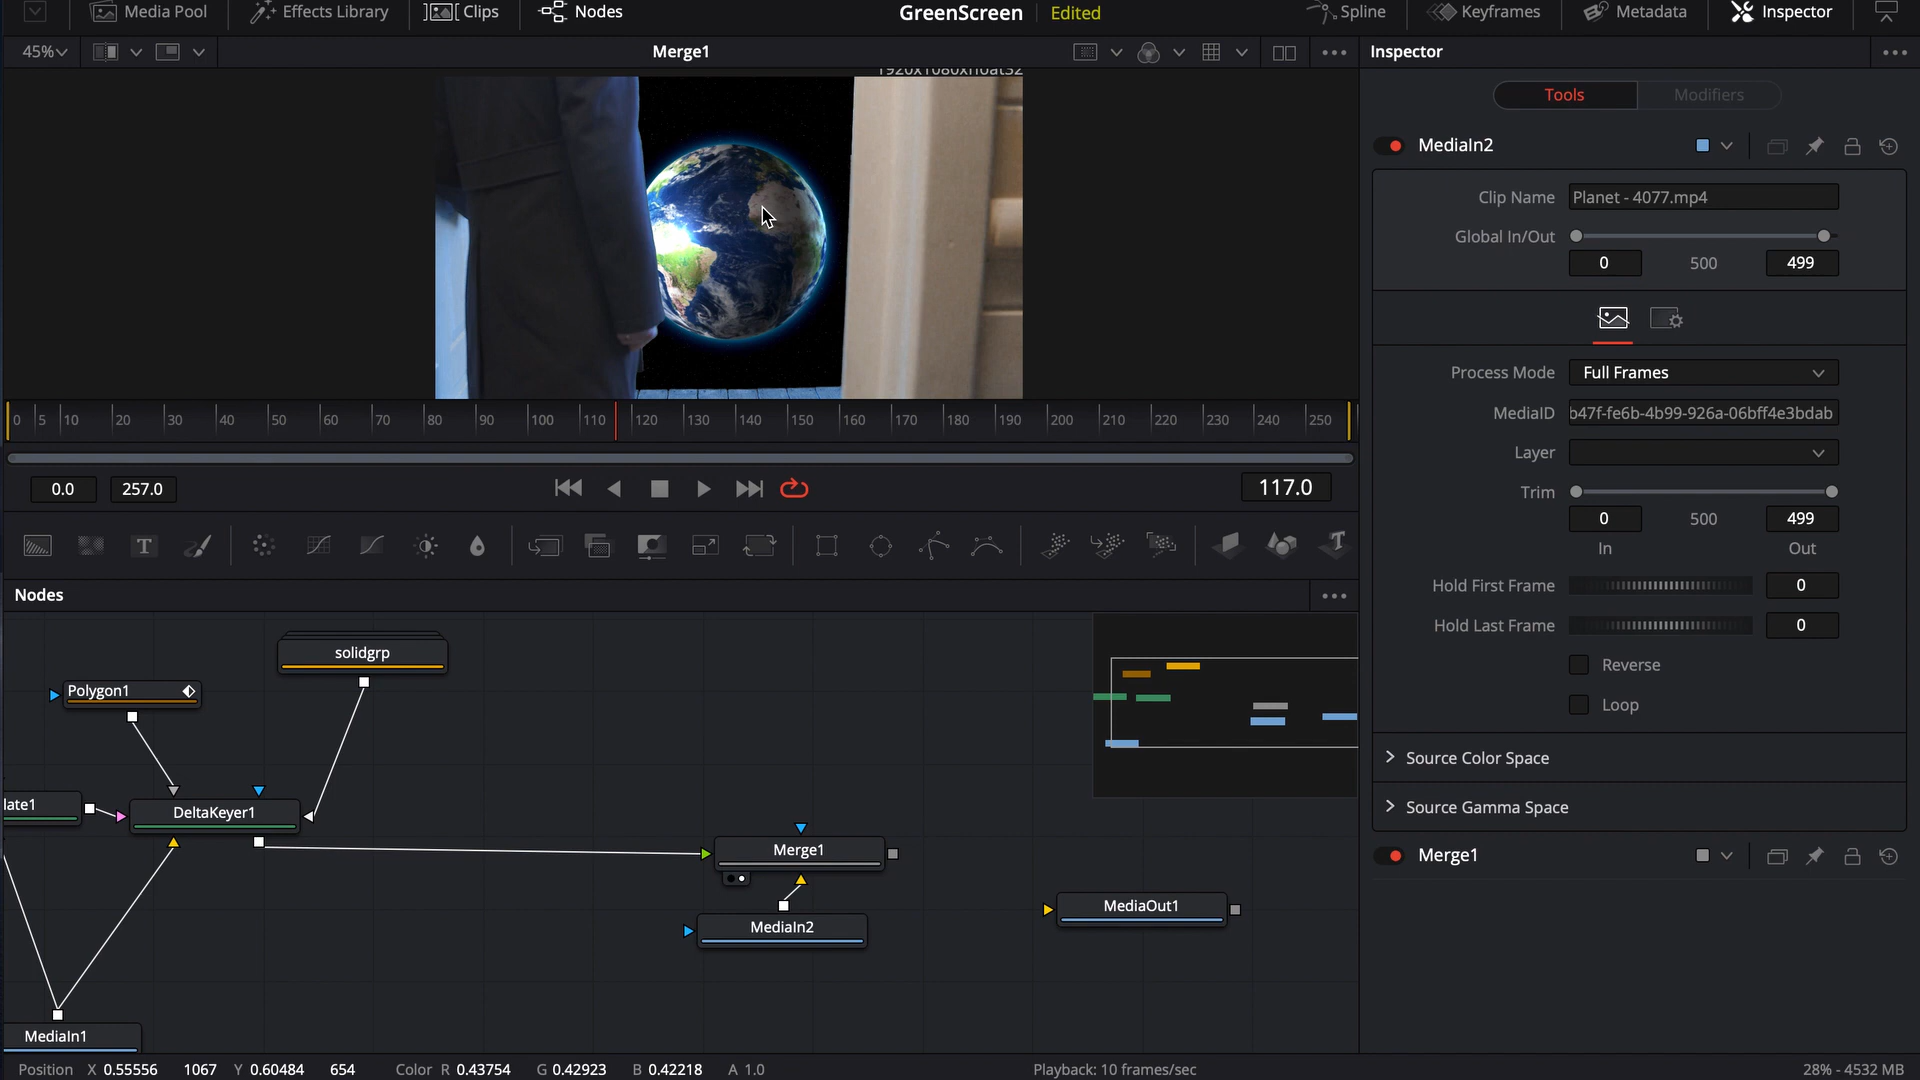 Media Pool Effects Library Clips Nodes GreenScreen Edited Spline Keyframes Metadata Inspector
45% Merge1 Inspector
1920x1080xfloat32
Tools Modifiers
MediaIn2
Clip Name Planet - 4077.mp4
Global In/Out
0 500 499
Process Mode Full Frames
MediaID b47f-fe6b-4b99-926a-06bff4e3bdab
0 5 10 20 30 40 50 60 70 80 90 100 110 120 130 140 150 160 170 180 190 200 210 220 230 240 250
Layer
0.0 257.0 117.0
Trim
0 500 499
In Out
Hold First Frame 0
Hold Last Frame 0
Reverse
Loop
Source Color Space
Source Gamma Space
Merge1
Nodes
solidgrp
Polygon1
late1
DeltaKeyer1
Merge1
MediaOut1
MediaIn2
MediaIn1
Position X 0.55556 1067 Y 0.60484 654 Color R 0.43754 G 0.42923 B 0.42218 A 1.0 Playback: 10 frames/sec 28% - 4532 MB